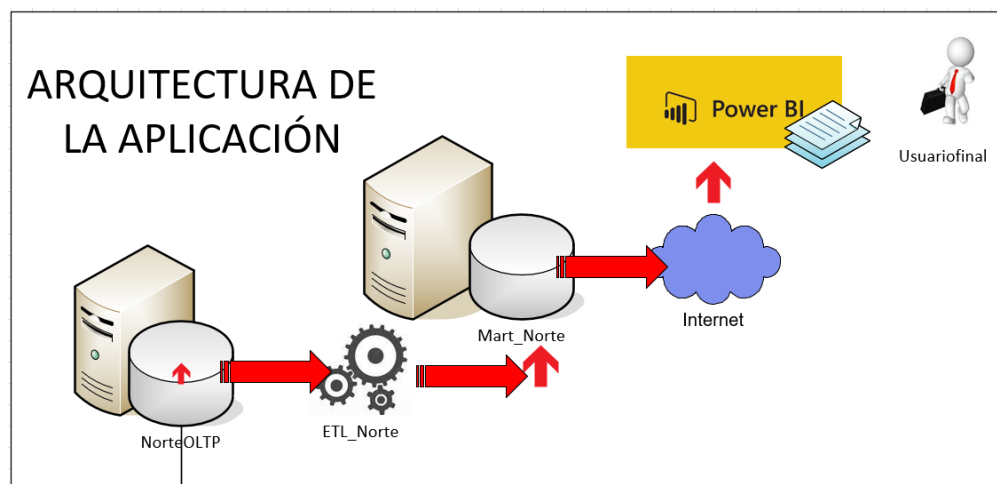 ARQUITECTURA DE
LA APLICACIÓN
Power BI
Usuariofinal
Mart_Norte
Internet
ETL_Norte
NorteOLTP